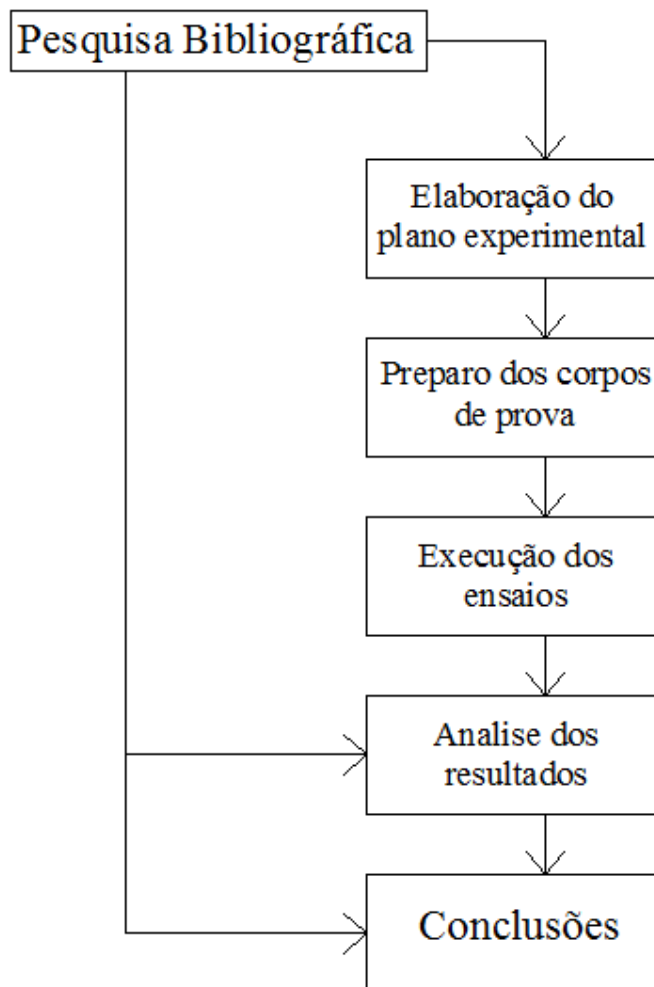 Pesquisa Bibliográfica
Elaboração do
plano experimental
Preparo dos corpos
de prova
Execução dos
ensaios
Analise dos
resultados
Conclusões